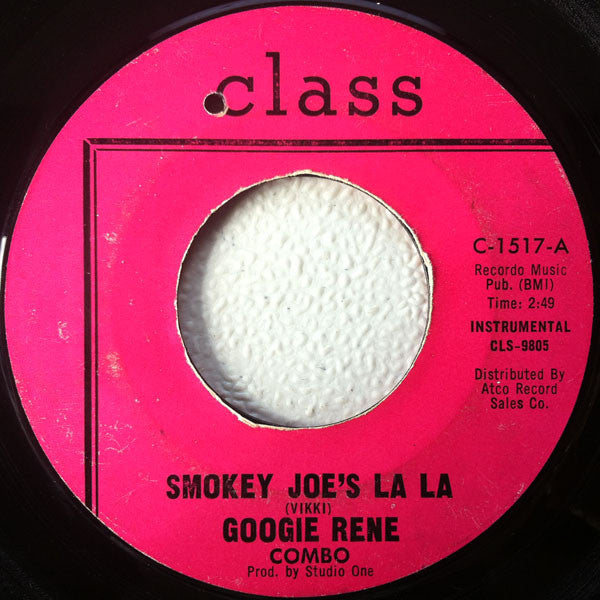 class
C-1517-A
Recordo Music
Pub. (BMI)
Time: 2:49
INSTRUMENTAL
CLS-9805
Distributed By
Atco Record
Sales Co.
SMOKEY JOE'S LA LA
(VIKKI)
GOOGIE RENE
COMBO
Prod. by Studio One